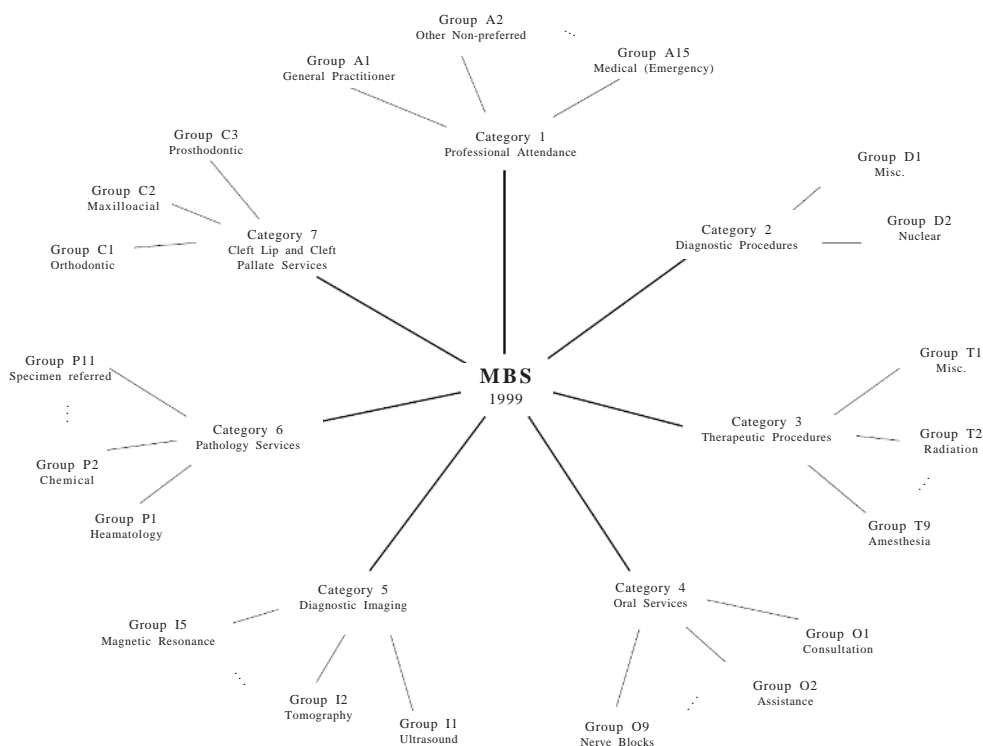 Group A2
Other Non-preferred
Group A1
General Practitioner
Group A15
Medical (Emergency)
Category 1
Professional Attendance
Group C3
Prosthodontic
Group C2
Maxilloacial
Group C1
Orthodontic
Category 7
Cleft Lip and Cleft
Pallate Services
Group D1
Misc.
Group D2
Nuclear
Category 2
Diagnostic Procedures
MBS
1999
Group P11
Specimen referred
Category 6
Pathology Services
Group P2
Chemical
Group P1
Heamatology
Group T1
Misc.
Category 3
Therapeutic Procedures
Group T2
Radiation
Group T9
Amesthesia
Category 5
Diagnostic Imaging
Group I5
Magnetic Resonance
Group I2
Tomography
Group I1
Ultrasound
Category 4
Oral Services
Group O1
Consultation
Group O2
Assistance
Group O9
Nerve Blocks